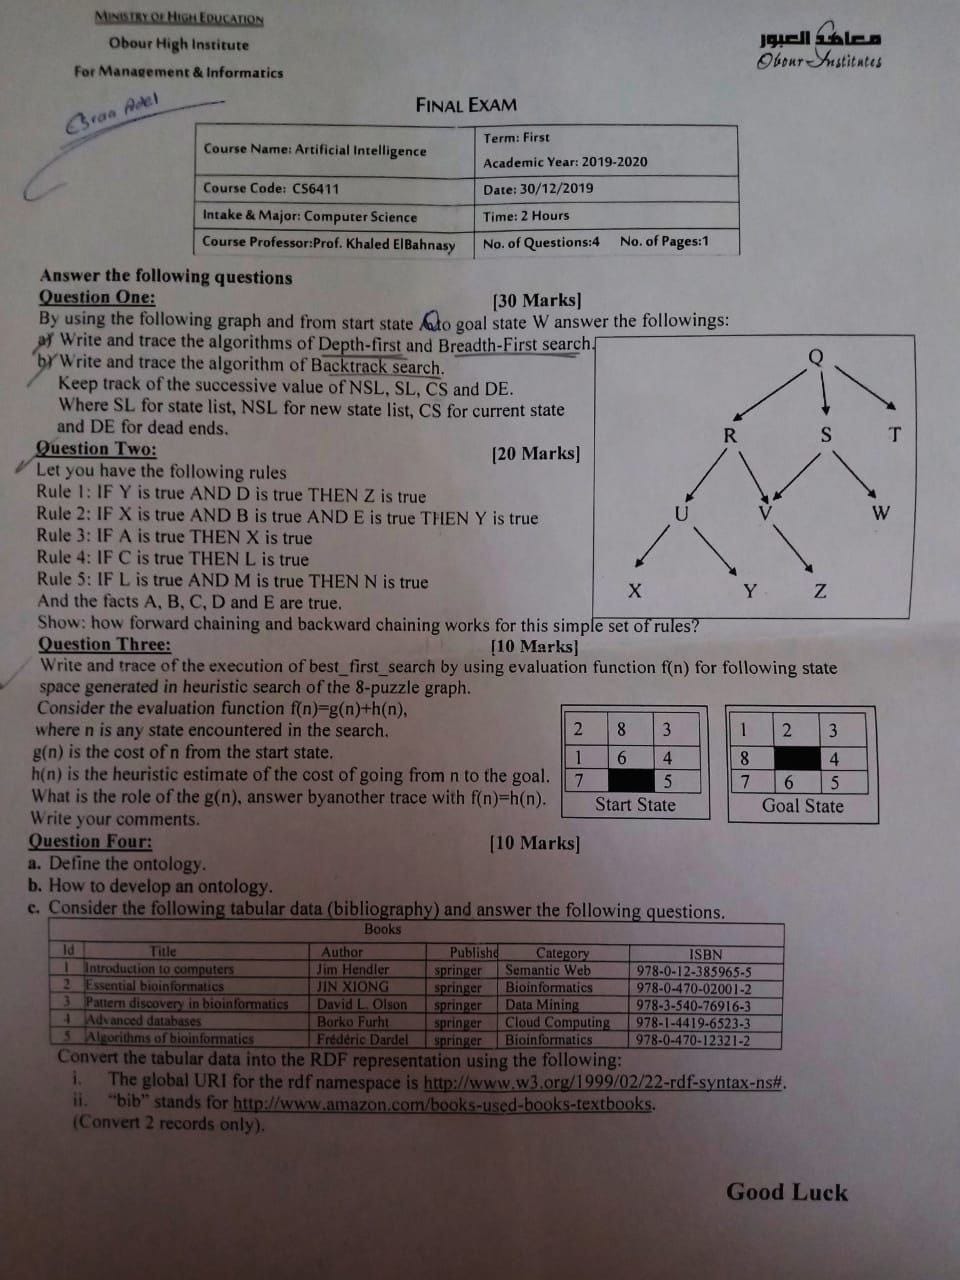 MINISTRY OF HIGH EDUCATION
Obour High Institute
For Management & Informatics
معاهد العبور
Obour Institutes
Adel
FINAL EXAM
Course Name: Artificial Intelligence
Term: First
Academic Year: 2019-2020
Course Code: CS6411
Date: 30/12/2019
Intake & Major: Computer Science
Time: 2 Hours
Course Professor:Prof. Khaled ElBahnasy
No. of Questions:4 No. of Pages:1
Answer the following questions
Question One: [30 Marks]
By using the following graph and from start state Q to goal state W answer the followings:
a) Write and trace the algorithms of Depth-first and Breadth-First search.
b) Write and trace the algorithm of Backtrack search.
Keep track of the successive value of NSL, SL, CS and DE.
Where SL for state list, NSL for new state list, CS for current state
and DE for dead ends.
Q
R S T
U V W
X Y Z
Question Two: [20 Marks]
Let you have the following rules
Rule 1: IF Y is true AND D is true THEN Z is true
Rule 2: IF X is true AND B is true AND E is true THEN Y is true
Rule 3: IF A is true THEN X is true
Rule 4: IF C is true THEN L is true
Rule 5: IF L is true AND M is true THEN N is true
And the facts A, B, C, D and E are true.
Show: how forward chaining and backward chaining works for this simple set of rules?
Question Three: [10 Marks]
Write and trace of the execution of best_first_search by using evaluation function f(n) for following state
space generated in heuristic search of the 8-puzzle graph.
Consider the evaluation function f(n)=g(n)+h(n),
where n is any state encountered in the search.
g(n) is the cost of n from the start state.
h(n) is the heuristic estimate of the cost of going from n to the goal.
What is the role of the g(n), answer byanother trace with f(n)=h(n).
Write your comments.
2 8 3
1 6 4
7 5
Start State
1 2 3
8 4
7 6 5
Goal State
Question Four: [10 Marks]
a. Define the ontology.
b. How to develop an ontology.
c. Consider the following tabular data (bibliography) and answer the following questions.
Books
Id Title Author Publishe Category ISBN
1 Introduction to computers Jim Hendler springer Semantic Web 978-0-12-385965-5
2 Essential bioinformatics JIN XIONG springer Bioinformatics 978-0-470-02001-2
3 Pattern discovery in bioinformatics David L. Olson springer Data Mining 978-3-540-76916-3
4 Advanced databases Borko Furht springer Cloud Computing 978-1-4419-6523-3
5 Algorithms of bioinformatics Frédéric Dardel springer Bioinformatics 978-0-470-12321-2
Convert the tabular data into the RDF representation using the following:
i. The global URI for the rdf namespace is http://www.w3.org/1999/02/22-rdf-syntax-ns#.
ii. "bib" stands for http://www.amazon.com/books-used-books-textbooks.
(Convert 2 records only).
Good Luck